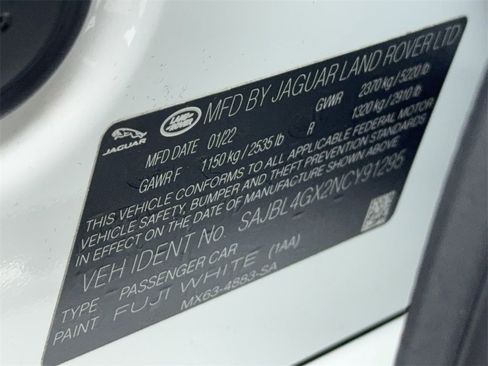 JAGUAR
LAND ROVER
MFD BY JAGUAR LAND ROVER LTD
MFD DATE 01/22 GVWR 2370 kg / 5220 lb
GAWR F 1150 kg / 2535 lb R 1320 kg / 2910 lb
THIS VEHICLE CONFORMS TO ALL APPLICABLE FEDERAL MOTOR
VEHICLE SAFETY, BUMPER AND THEFT PREVENTION STANDARDS
IN EFFECT ON THE DATE OF MANUFACTURE SHOWN ABOVE
VEH IDENT NO. SAJBL4GX2NCY91295
TYPE PASSENGER CAR
PAINT FUJI WHITE (1AA)
MX63-4883-SA